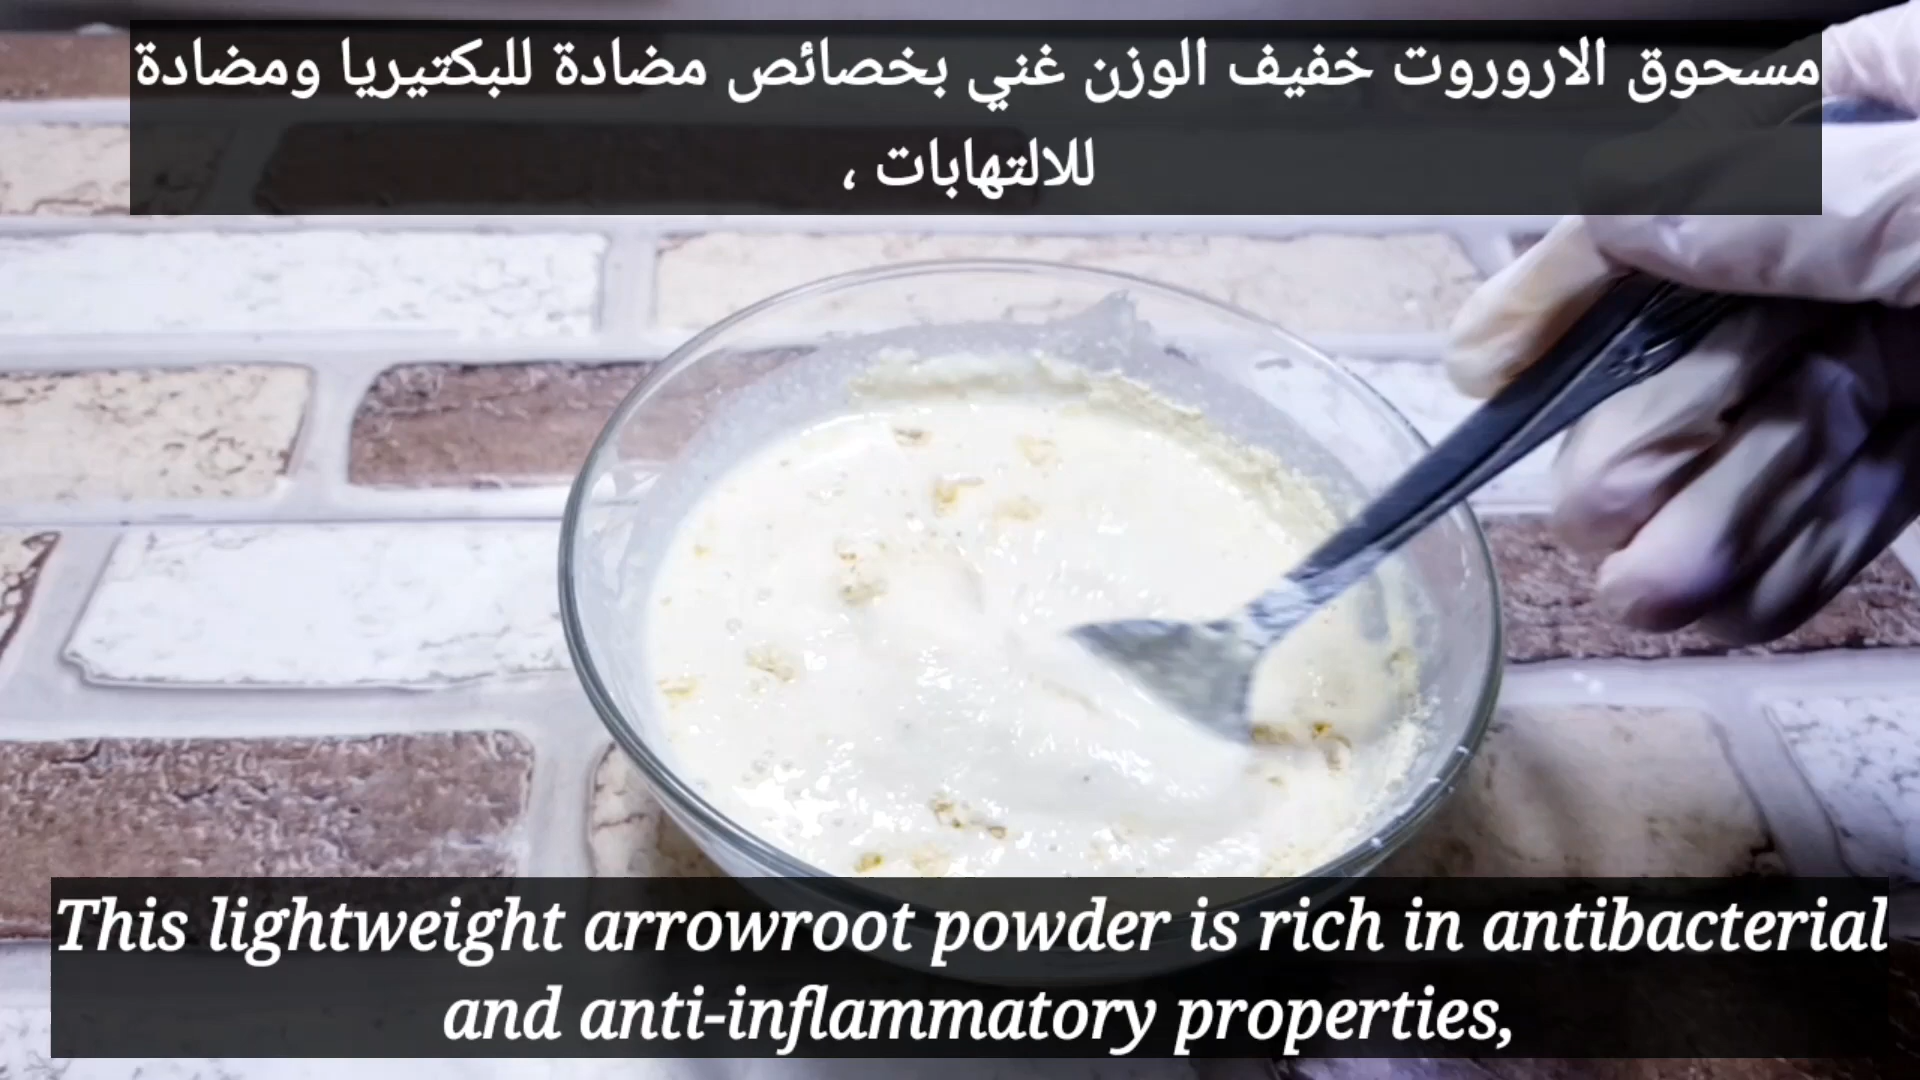 مسحوق الاروروت خفيف الوزن غني بخصائص مضادة للبكتيريا ومضادة
للالتهابات ،
This lightweight arrowroot powder is rich in antibacterial
and anti-inflammatory properties,